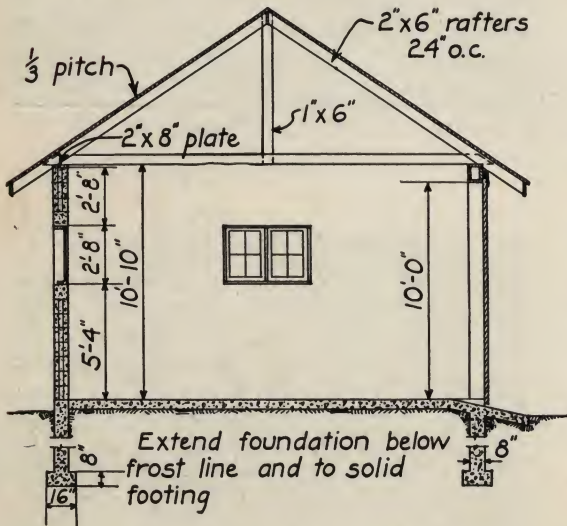 2"x6" rafters
24" o.c.
1/3 pitch
1"x6"
2"x8" plate
2'-8"
2'-8"
10'-10"
10'-0"
5'-4"
8"
Extend foundation below
frost line and to solid
footing
8"
16"